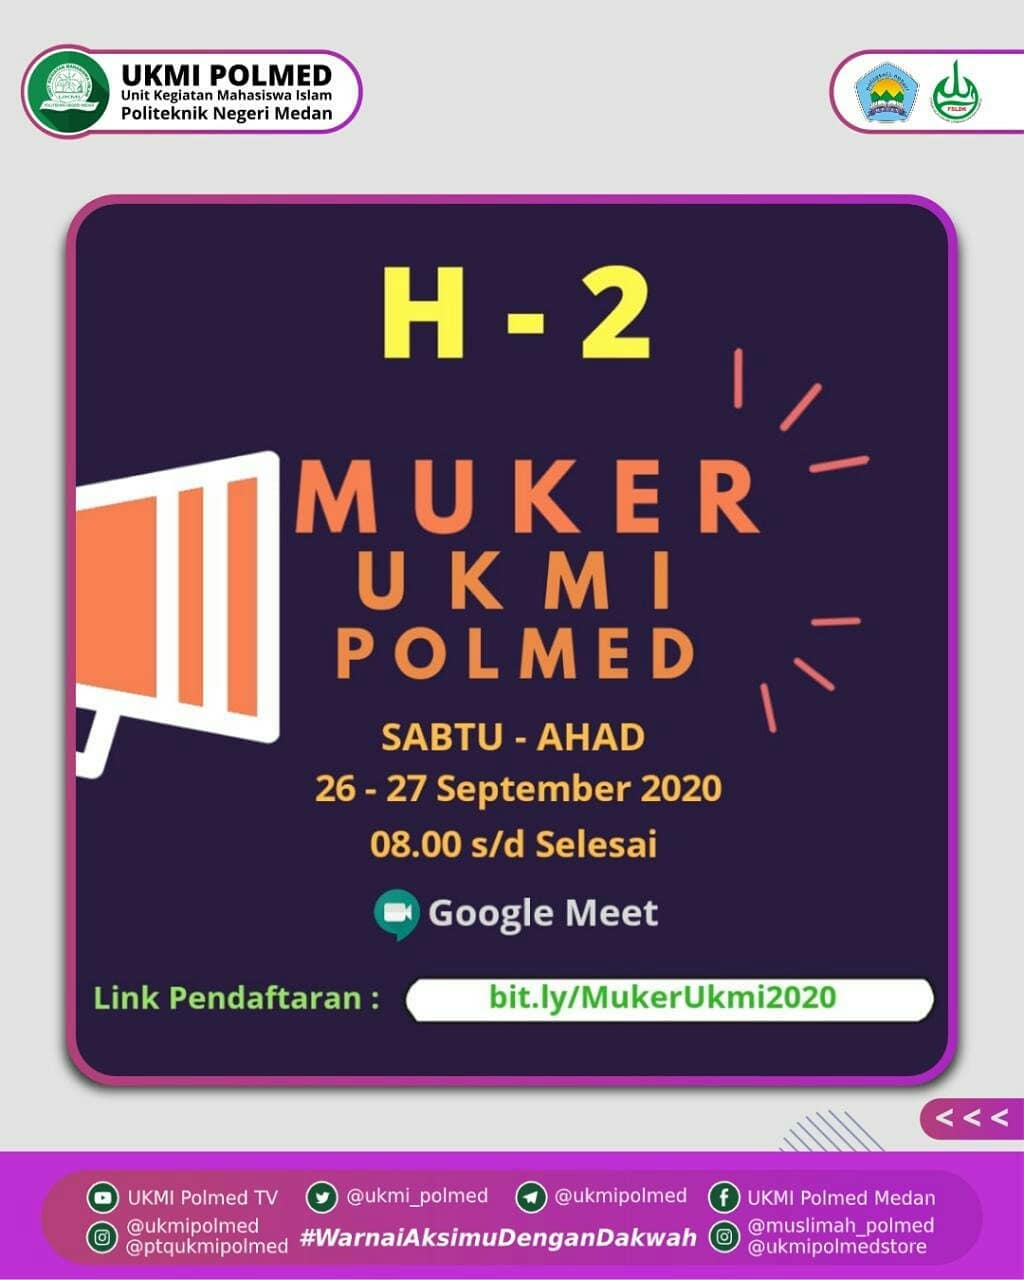 UKMI POLMED
Unit Kegiatan Mahasiswa Islam
Politeknik Negeri Medan
FSLDK
H - 2
MUKER
UKMI
POLMED
SABTU - AHAD
26 - 27 September 2020
08.00 s/d Selesai
Google Meet
Link Pendaftaran : bit.ly/MukerUkmi2020
< < <
UKMI Polmed TV @ukmi_polmed @ukmipolmed UKMI Polmed Medan
@ukmipolmed
@ptqukmipolmed
#WarnaiAksimuDenganDakwah
@muslimah_polmed
@ukmipolmedstore